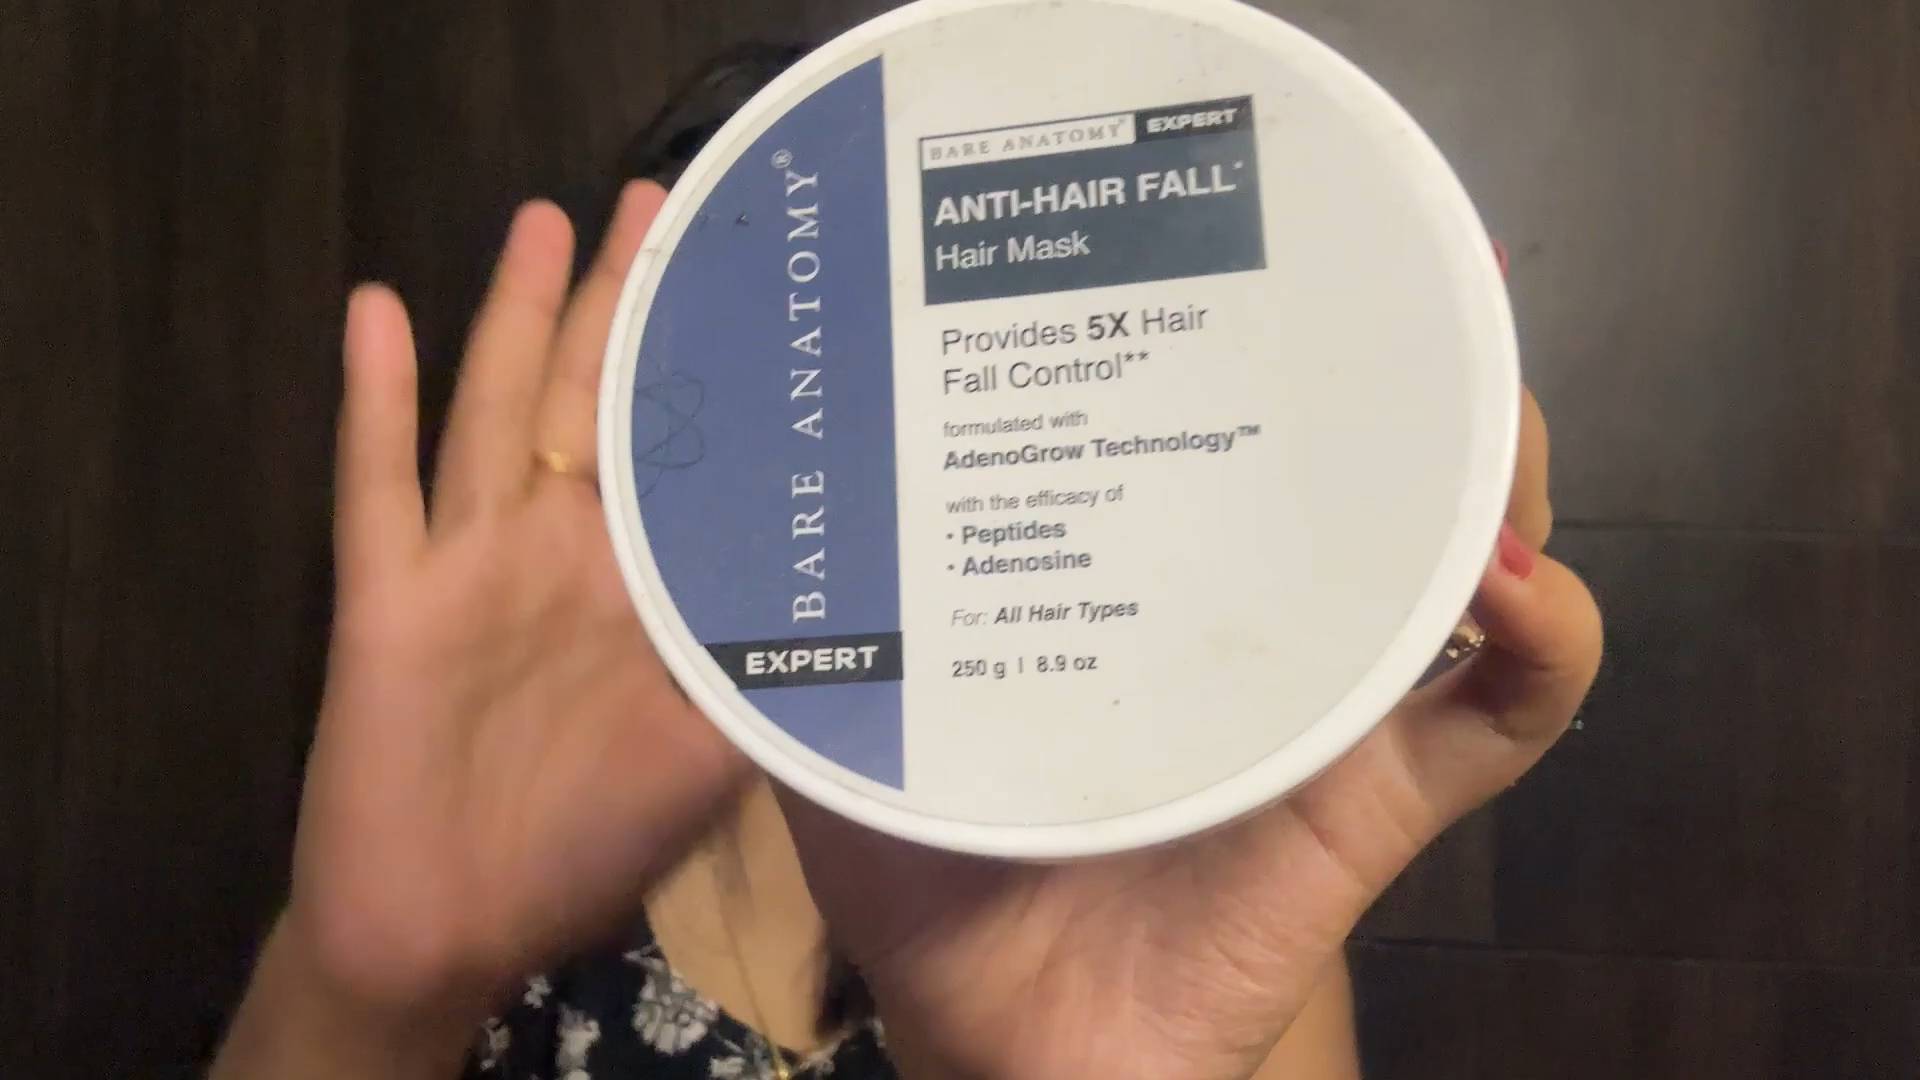 BARE ANATOMY®
EXPERT
BARE ANATOMY® EXPERT
ANTI-HAIR FALL*
Hair Mask
Provides 5X Hair
Fall Control**
formulated with
AdenoGrow Technology™
with the efficacy of
• Peptides
• Adenosine
For: All Hair Types
250 g | 8.9 oz